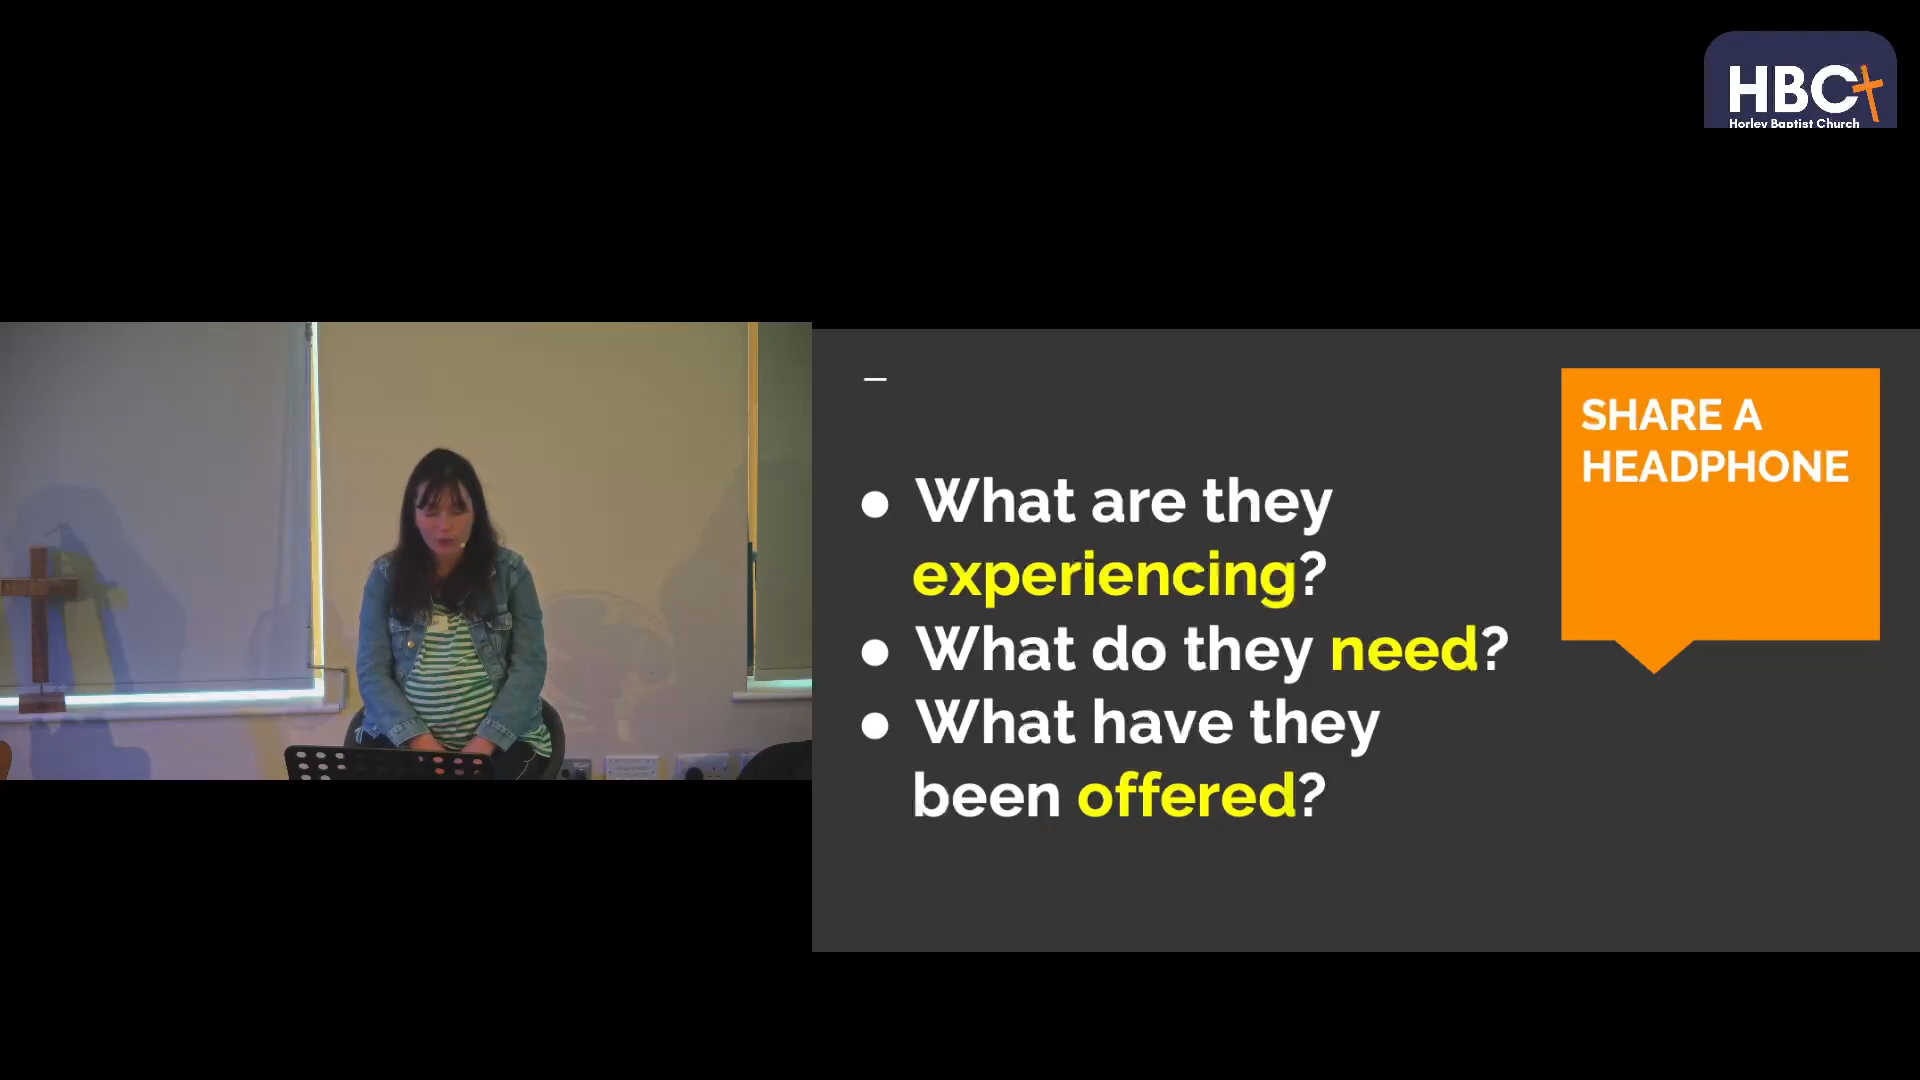 HBC
Horley Baptist Church
SHARE A
HEADPHONE
● What are they
experiencing?
● What do they need?
● What have they
been offered?